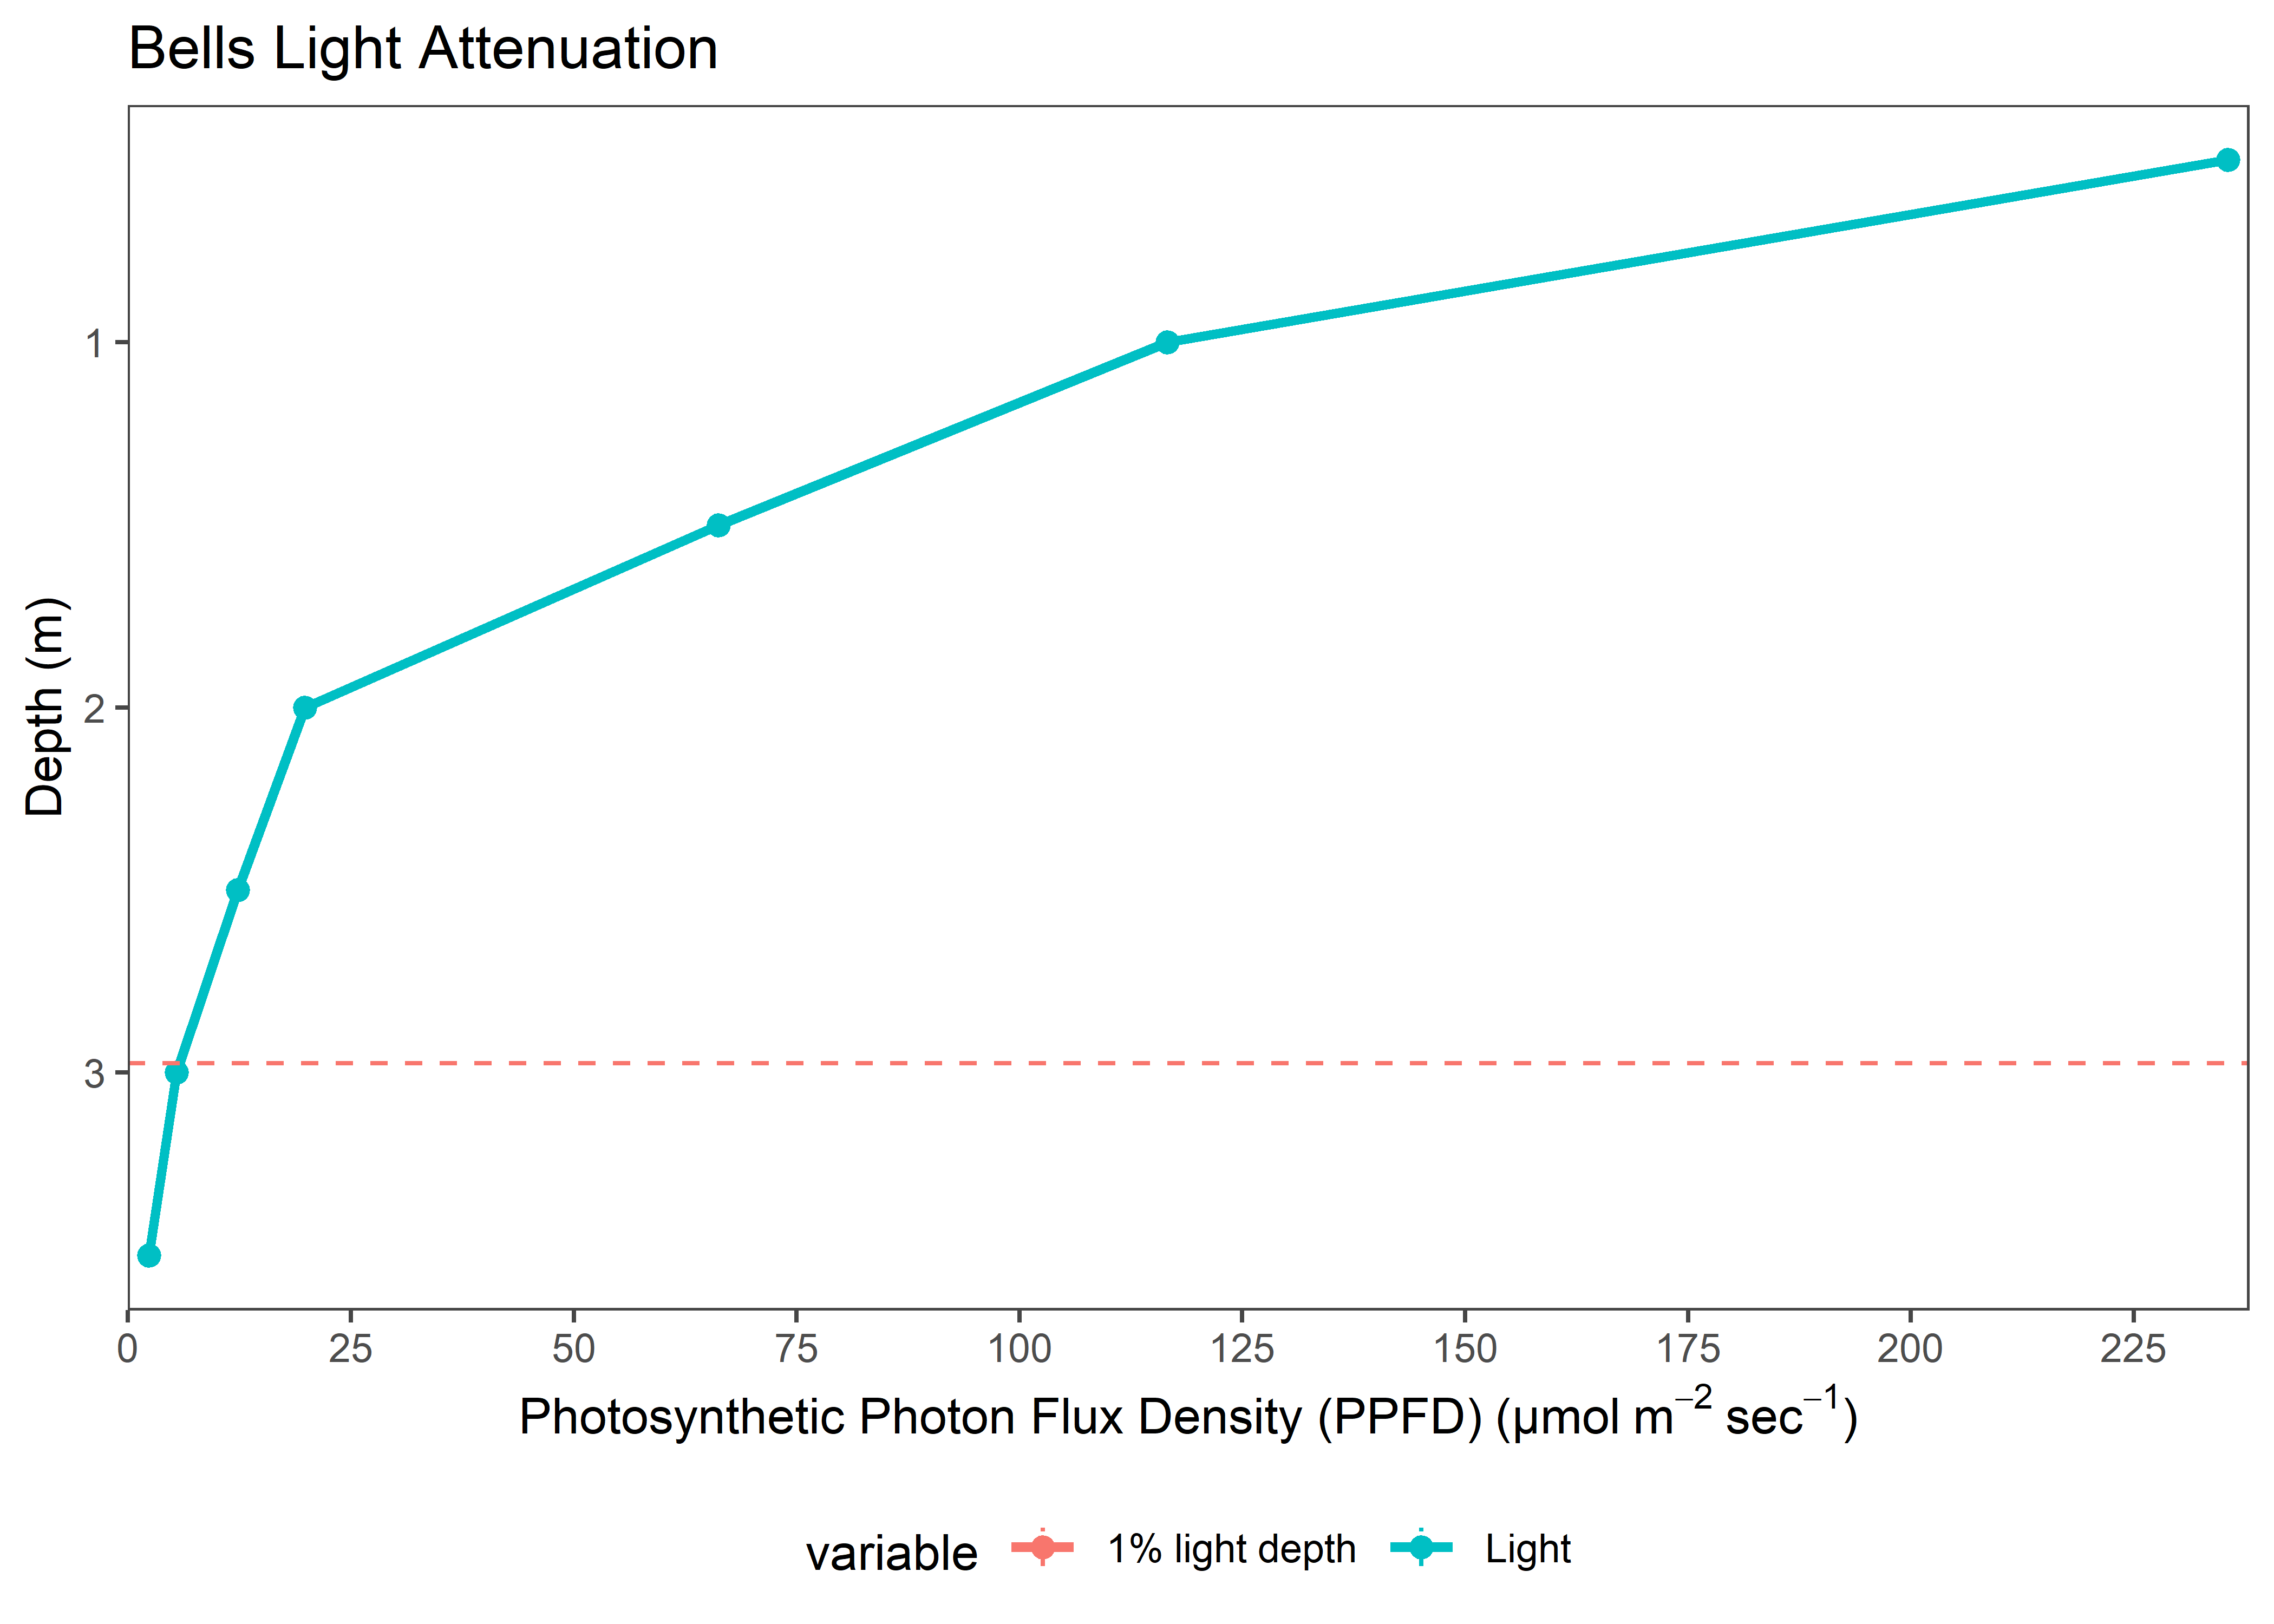 Bells Light Attenuation
Depth (m)
1
2
3
0 25 50 75 100 125 150 175 200 225
Photosynthetic Photon Flux Density (PPFD) (µmol m⁻² sec⁻¹)
variable 1% light depth Light